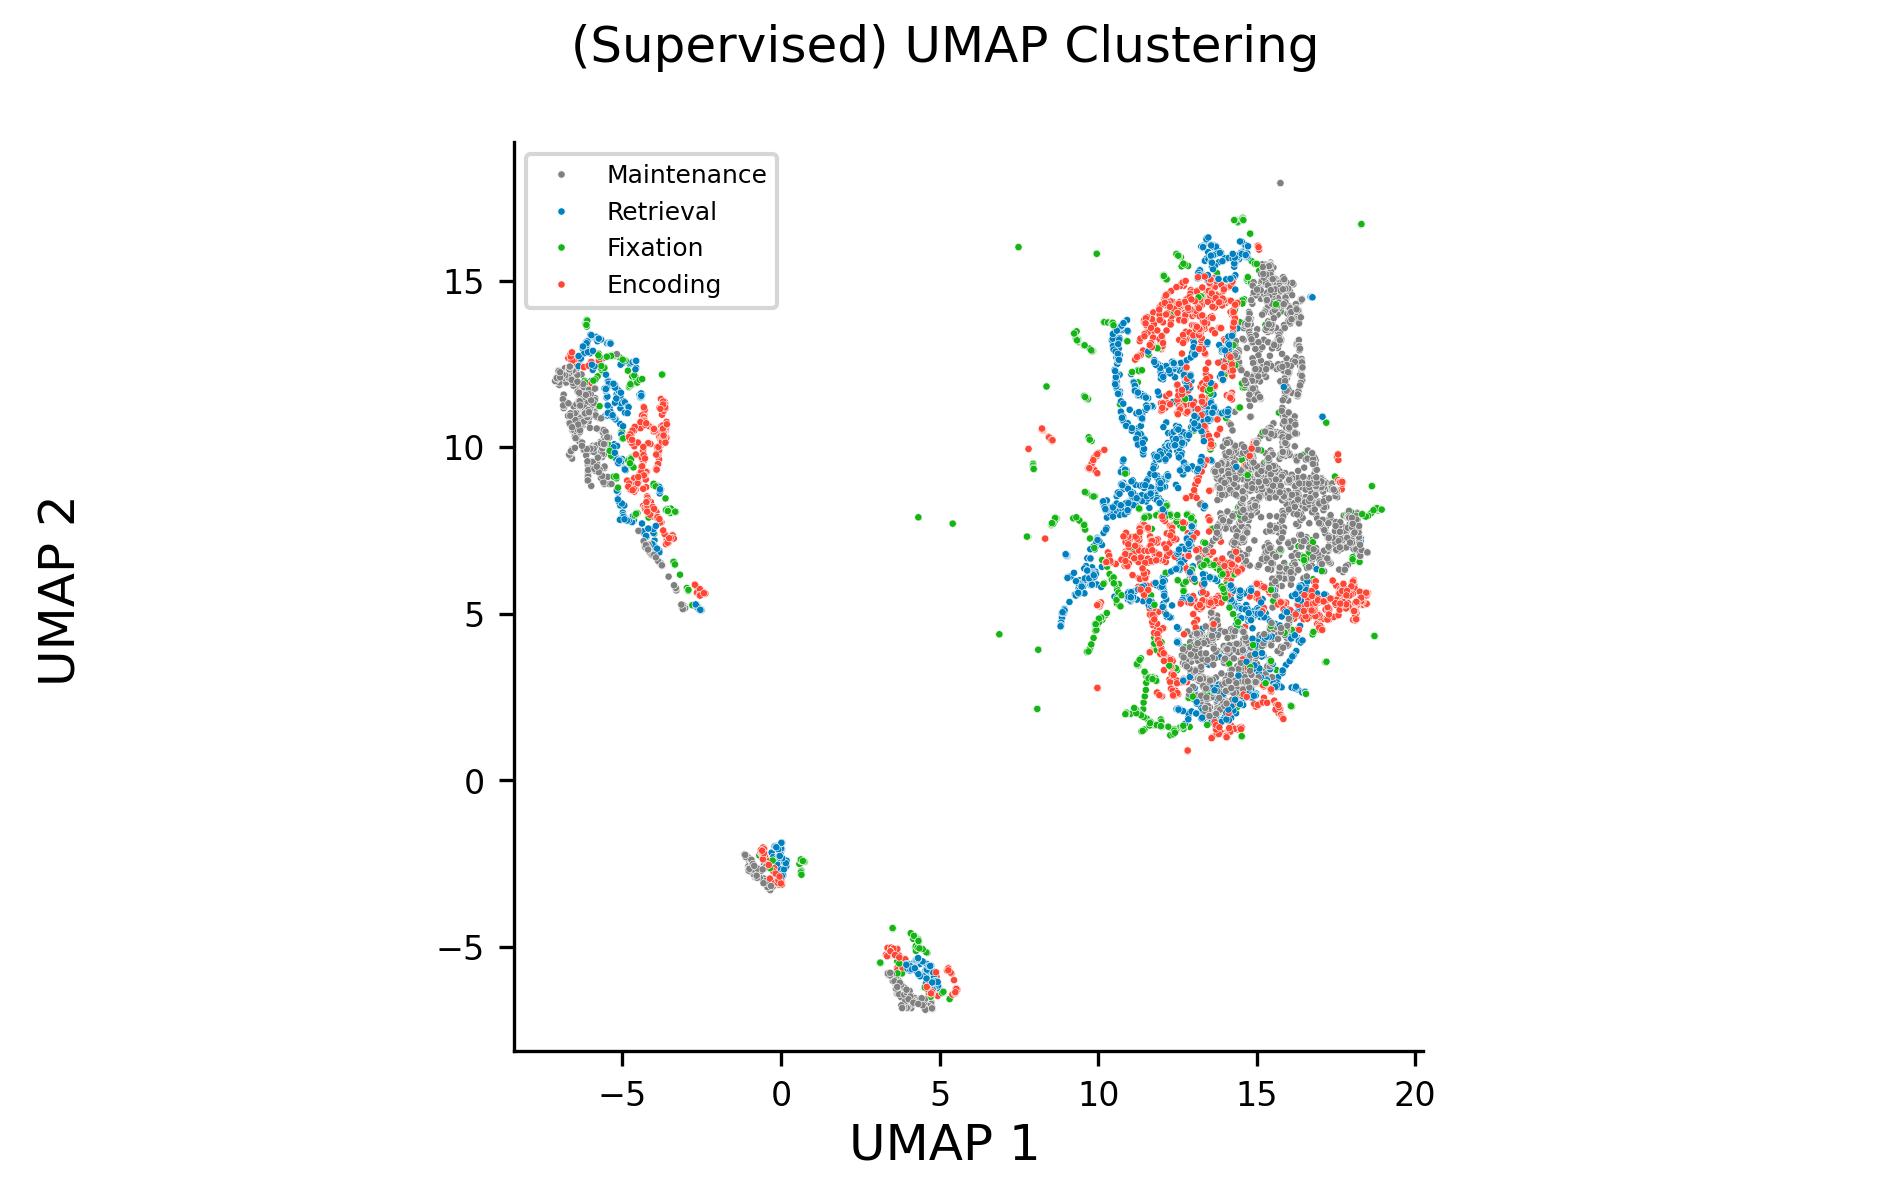 (Supervised) UMAP Clustering
Maintenance
Retrieval
Fixation
Encoding
15
10
5
0
−5
UMAP 2
−5 0 5 10 15 20
UMAP 1